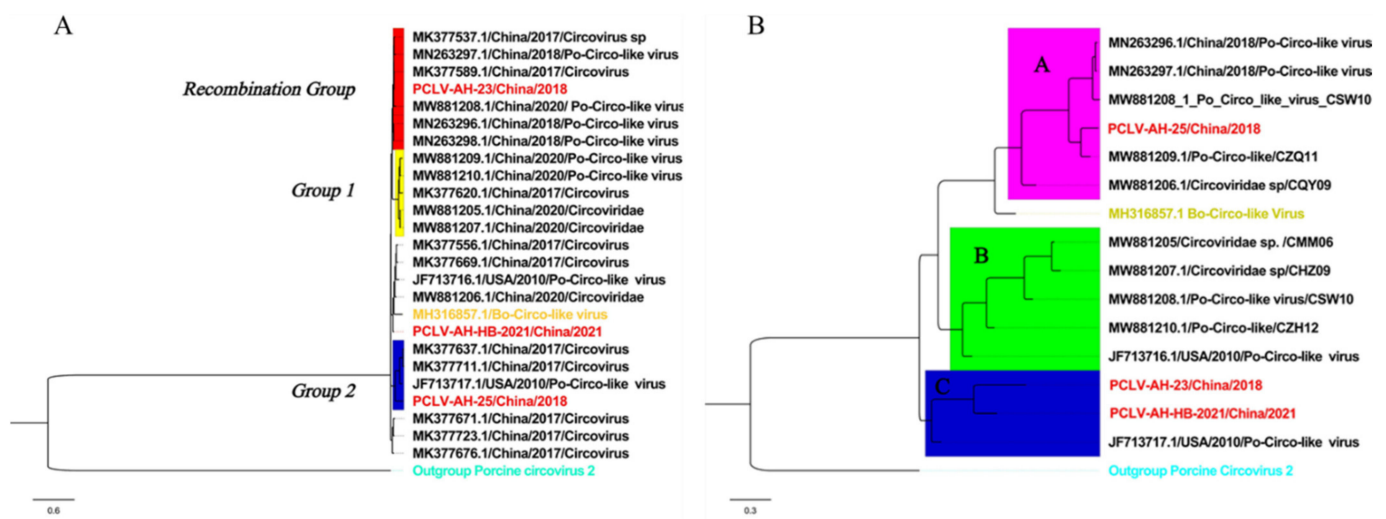 A
MK377537.1/China/2017/Circovirus sp
MN263297.1/China/2018/Po-Circo-like virus
MK377589.1/China/2017/Circovirus
Recombination Group
PCLV-AH-23/China/2018
MW881208.1/China/2020/ Po-Circo-like virus
MN263296.1/China/2018/Po-Circo-like virus
MN263298.1/China/2018/Po-Circo-like virus
MW881209.1/China/2020/Po-Circo-like virus
MW881210.1/China/2020/Po-Circo-like virus
Group 1
MK377620.1/China/2017/Circovirus
MW881205.1/China/2020/Circoviridae
MW881207.1/China/2020/Circoviridae
MK377556.1/China/2017/Circovirus
MK377669.1/China/2017/Circovirus
JF713716.1/USA/2010/Po-Circo-like virus
MW881206.1/China/2020/Circoviridae
MH316857.1/Bo-Circo-like virus
PCLV-AH-HB-2021/China/2021
MK377637.1/China/2017/Circovirus
MK377711.1/China/2017/Circovirus
Group 2
JF713717.1/USA/2010/Po-Circo-like virus
PCLV-AH-25/China/2018
MK377671.1/China/2017/Circovirus
MK377723.1/China/2017/Circovirus
MK377676.1/China/2017/Circovirus
Outgroup Porcine circovirus 2
0.6
B
MN263296.1/China/2018/Po-Circo-like virus
A
MN263297.1/China/2018/Po-Circo-like virus
MW881208_1_Po_Circo_like_virus_CSW10
PCLV-AH-25/China/2018
MW881209.1/Po-Circo-like/CZQ11
MW881206.1/Circoviridae sp/CQY09
MH316857.1 Bo-Circo-like Virus
MW881205/Circoviridae sp. /CMM06
B
MW881207.1/Circoviridae sp/CHZ09
MW881208.1/Po-Circo-like virus/CSW10
MW881210.1/Po-Circo-like/CZH12
JF713716.1/USA/2010/Po-Circo-like virus
C
PCLV-AH-23/China/2018
PCLV-AH-HB-2021/China/2021
JF713717.1/USA/2010/Po-Circo-like virus
Outgroup Porcine Circovirus 2
0.3